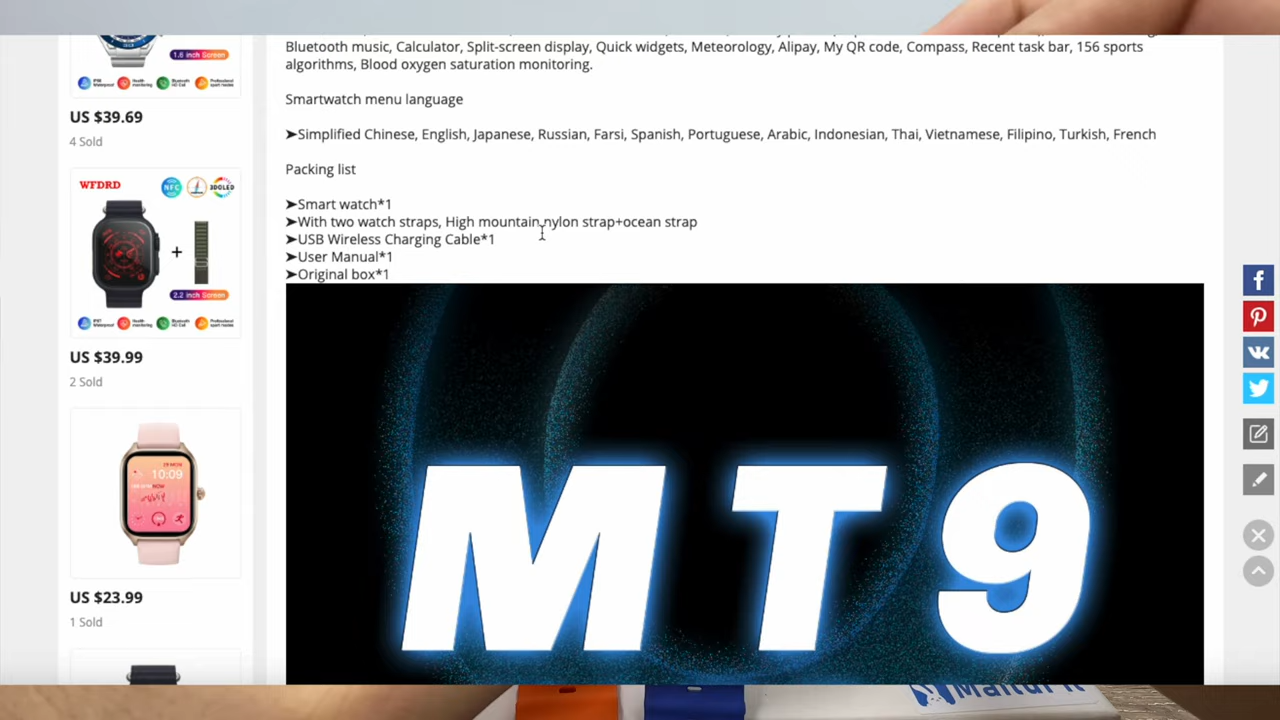 Bluetooth music, Calculator, Split-screen display, Quick widgets, Meteorology, Alipay, My QR code, Compass, Recent task bar, 156 sports
algorithms, Blood oxygen saturation monitoring.
Smartwatch menu language
➤Simplified Chinese, English, Japanese, Russian, Farsi, Spanish, Portuguese, Arabic, Indonesian, Thai, Vietnamese, Filipino, Turkish, French
Packing list
➤Smart watch*1
➤With two watch straps, High mountain nylon strap+ocean strap
➤USB Wireless Charging Cable*1
➤User Manual*1
➤Original box*1
MT9
1.6 inch Screen
US $39.69
4 Sold
WFDRD
NFC
3DOLED
+
2.2 inch Screen
US $39.99
2 Sold
10:09
US $23.99
1 Sold